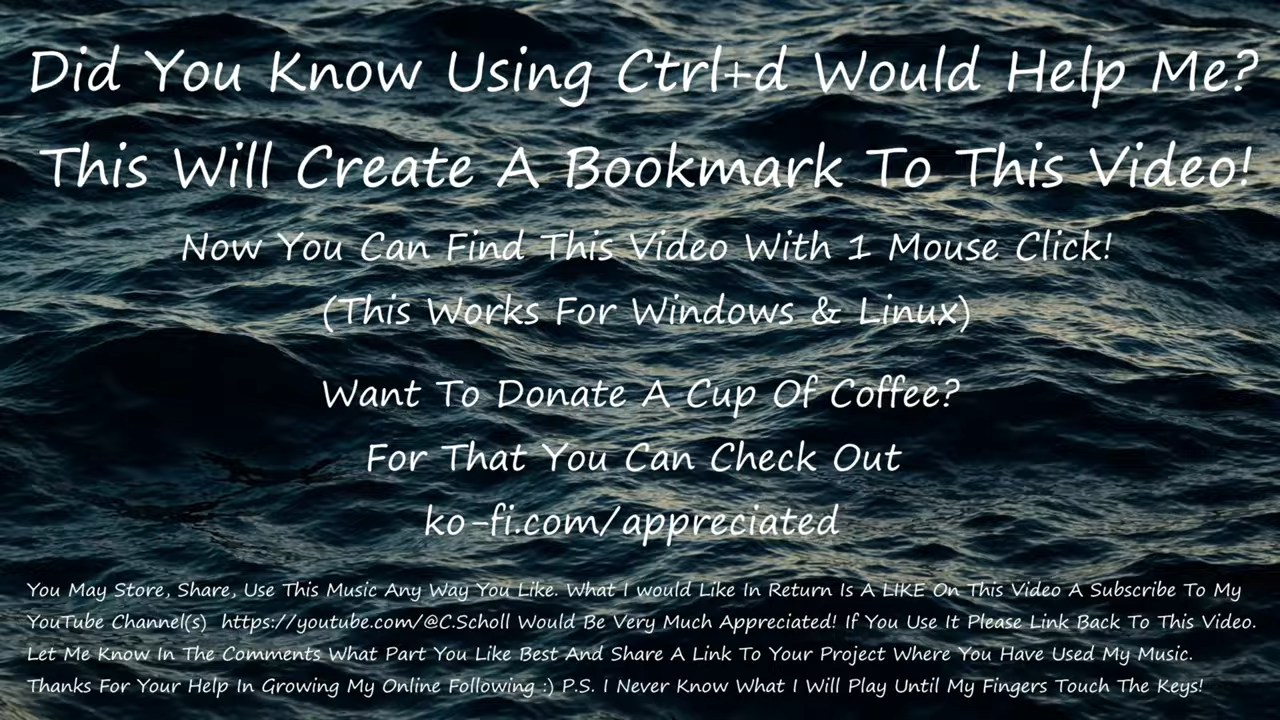 Did You Know Using Ctrl+d Would Help Me?
This Will Create A Bookmark To This Video!
Now You Can Find This Video With 1 Mouse Click!
(This Works For Windows & Linux)
Want To Donate A Cup Of Coffee?
For That You Can Check Out
ko-fi.com/appreciated
You May Store, Share, Use This Music Any Way You Like. What I would Like In Return Is A LIKE On This Video A Subscribe To My
YouTube Channel(s)  https://youtube.com/@C.Scholl Would Be Very Much Appreciated! If You Use It Please Link Back To This Video.
Let Me Know In The Comments What Part You Like Best And Share A Link To Your Project Where You Have Used My Music.
Thanks For Your Help In Growing My Online Following :) P.S. I Never Know What I Will Play Until My Fingers Touch The Keys!